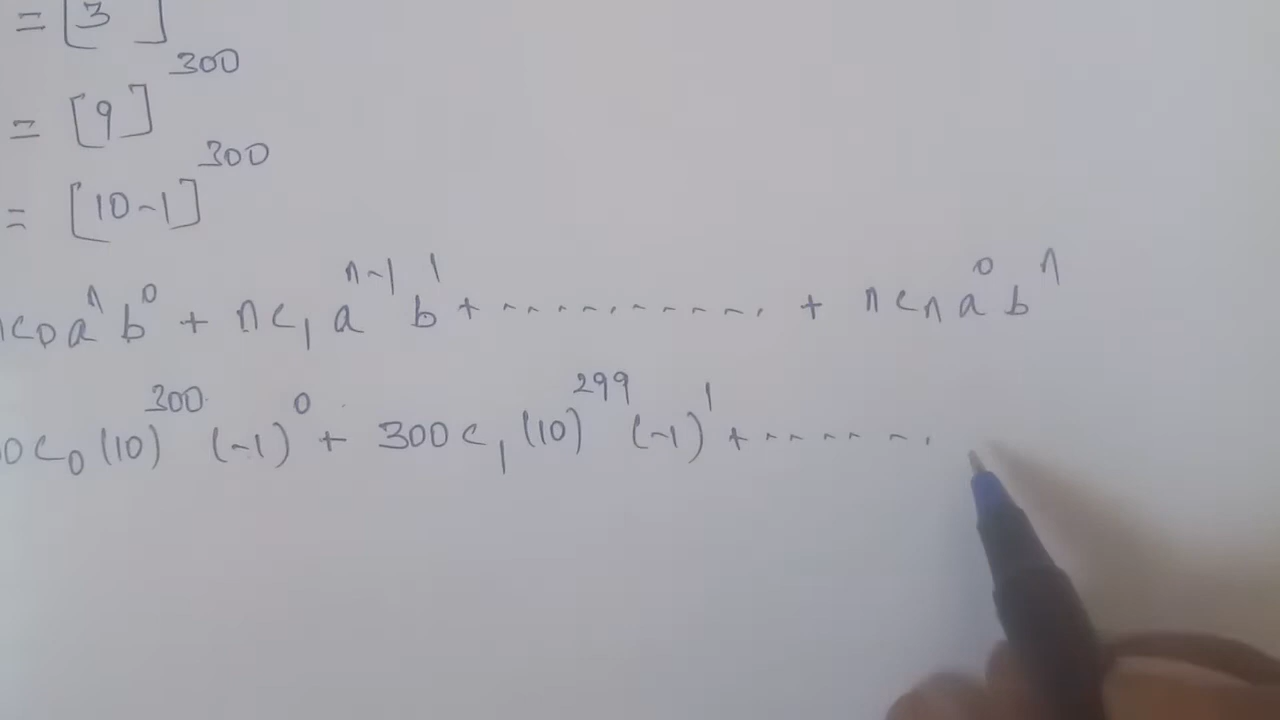 = [3 ]
= [9]^300
= [10-1]^300
nC₀ a^n b^0 + nC₁ a^n-1 b^1 + .......... + nCₙ a^0 b^n
0C₀ (10)^300 (-1)^0 + 300C₁ (10)^299 (-1)^1 + .......